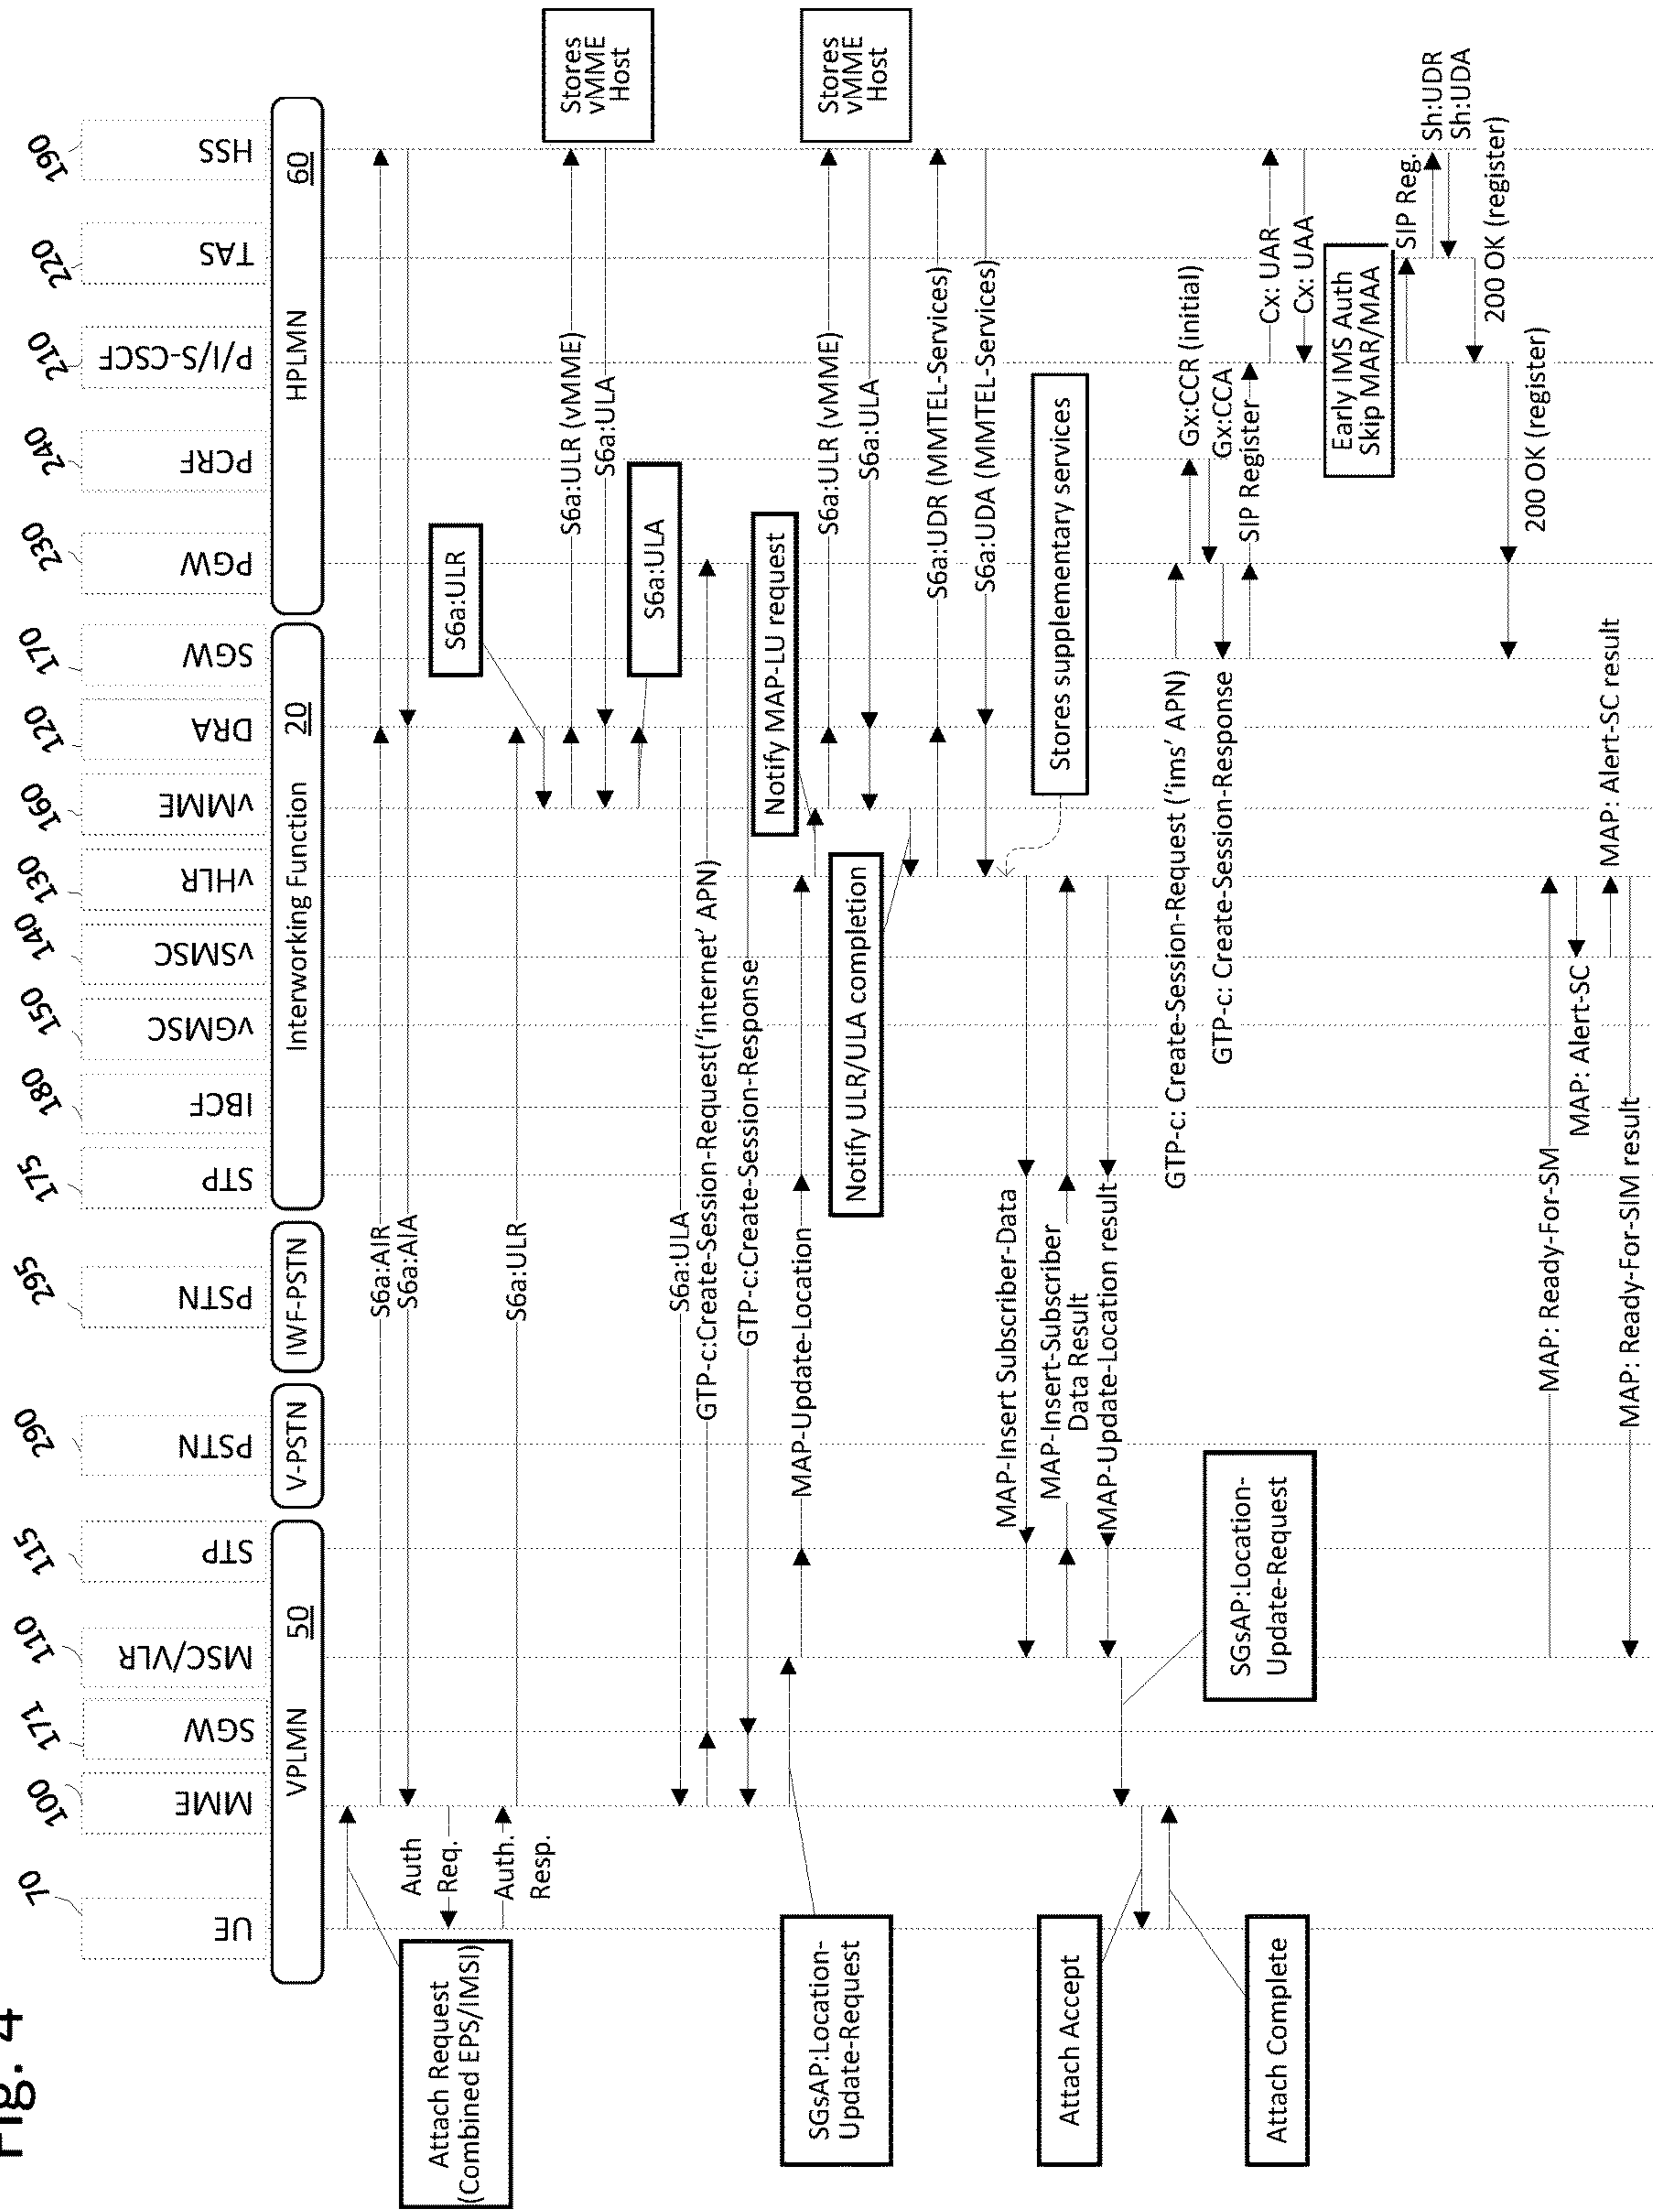 Fig. 4
70
100
171
110
115
290
295
175
180
150
140
130
160
120
170
230
240
210
220
190
UE
MME
SGW
MSC/VLR
STP
PSTN
PSTN
STP
IBCF
vGMSC
vSMSC
vHLR
vMME
DRA
SGW
PGW
PCRF
P/I/S-CSCF
TAS
HSS
VPLMN
50
V-PSTN
IWF-PSTN
Interworking Function
20
HPLMN
60
Attach Request
(Combined EPS/IMSI)
S6a:AIR
S6a:AIA
Auth
Req.
Auth.
Resp.
S6a:ULR
S6a:ULR
S6a:ULR (vMME)
Stores
vMME
Host
S6a:ULA
S6a:ULA
S6a:ULA
GTP-c:Create-Session-Request('internet' APN)
GTP-c:Create-Session-Response
SGsAP:Location-
Update-Request
MAP-Update-Location
Notify MAP-LU request
S6a:ULR (vMME)
Stores
vMME
Host
S6a:ULA
Notify ULR/ULA completion
S6a:UDR (MMTEL-Services)
S6a:UDA (MMTEL-Services)
Stores supplementary services
MAP-Insert Subscriber-Data
MAP-Insert-Subscriber
Data Result
MAP-Update-Location result
SGsAP:Location-
Update-Request
Attach Accept
Attach Complete
GTP-c: Create-Session-Request ('ims' APN)
Gx:CCR (initial)
Gx:CCA
GTP-c: Create-Session-Response
SIP Register
Cx: UAR
Cx: UAA
Early IMS Auth
Skip MAR/MAA
SIP Reg.
Sh:UDR
Sh:UDA
200 OK (register)
200 OK (register)
MAP: Ready-For-SM
MAP: Alert-SC
MAP: Alert-SC result
MAP: Ready-For-SIM result